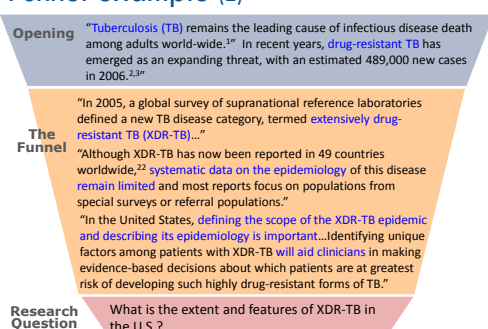 Opening
“Tuberculosis (TB) remains the leading cause of infectious disease death
among adults world-wide.1” In recent years, drug-resistant TB has
emerged as an expanding threat, with an estimated 489,000 new cases
in 2006.2,3”
The
Funnel
“In 2005, a global survey of supranational reference laboratories
defined a new TB disease category, termed extensively drug-
resistant TB (XDR-TB)…”
“Although XDR-TB has now been reported in 49 countries
worldwide,22 systematic data on the epidemiology of this disease
remain limited and most reports focus on populations from
special surveys or referral populations.”
“In the United States, defining the scope of the XDR-TB epidemic
and describing its epidemiology is important…Identifying unique
factors among patients with XDR-TB will aid clinicians in making
evidence-based decisions about which patients are at greatest
risk of developing such highly drug-resistant forms of TB.”
Research
Question
What is the extent and features of XDR-TB in
the U.S.?